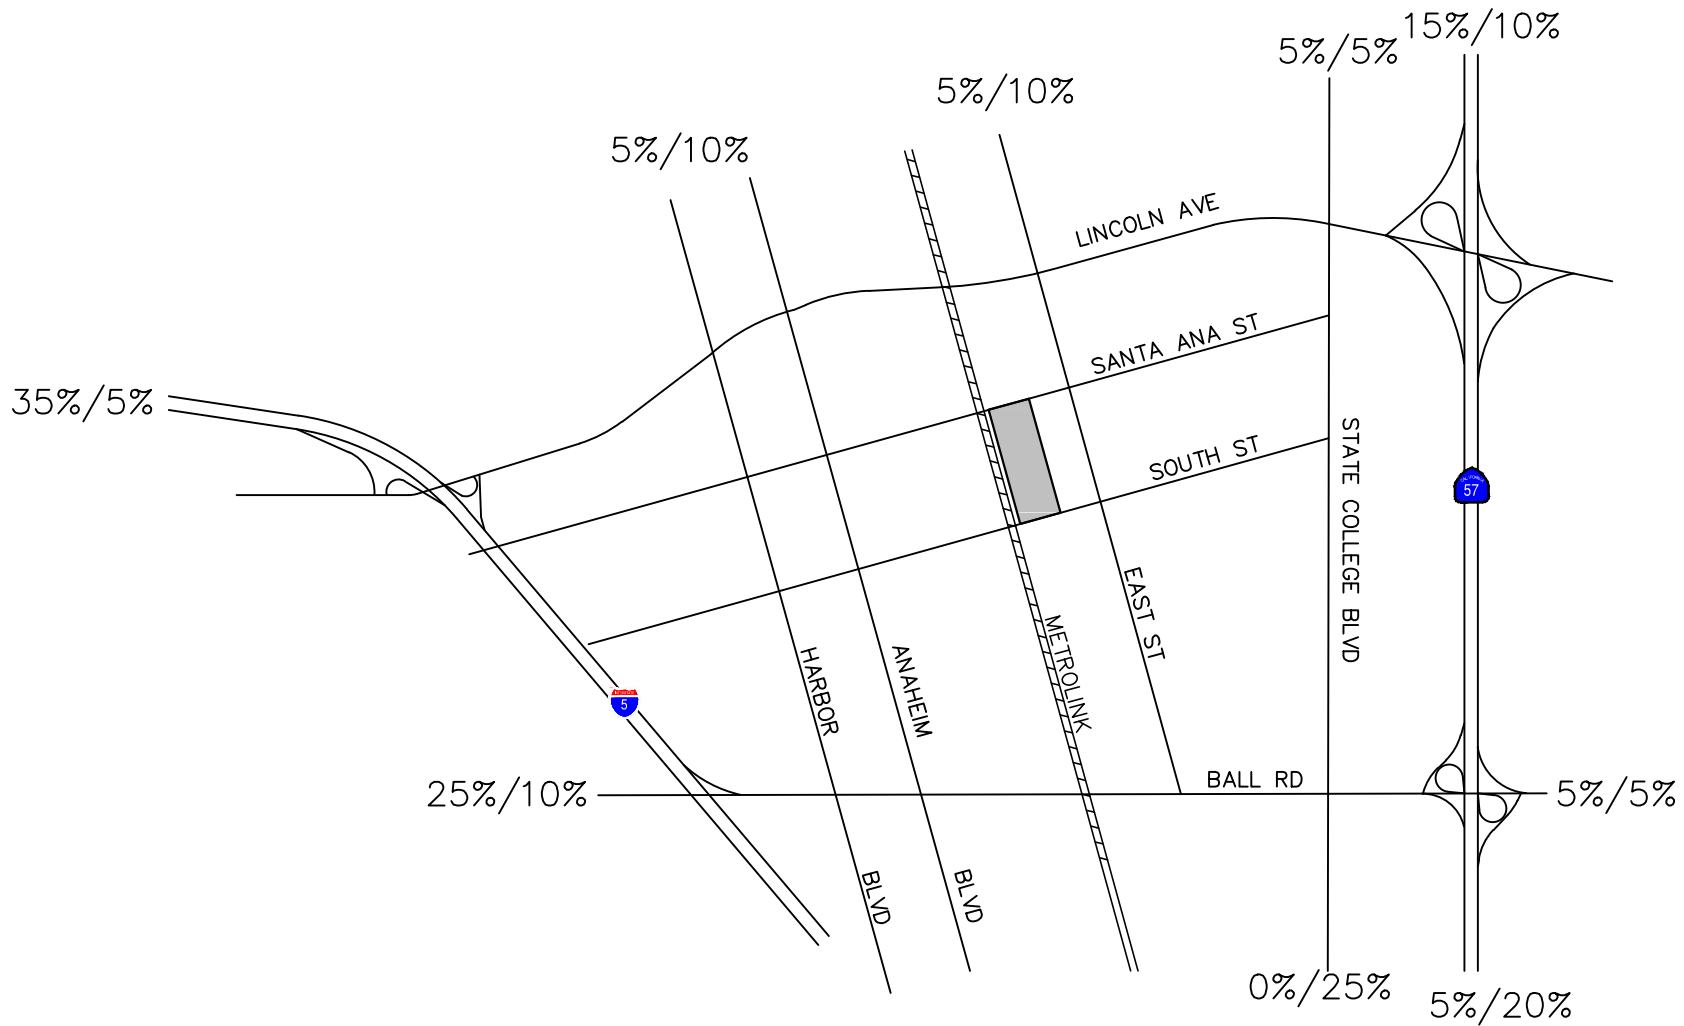 15%/10%
5%/5%
5%/10%
5%/10%
LINCOLN AVE
SANTA ANA ST
35%/5%
SOUTH ST
STATE COLLEGE BLVD
57
EAST ST
METROLINK
HARBOR
ANAHEIM
5
BALL RD
25%/10%
5%/5%
BLVD
BLVD
0%/25%
5%/20%